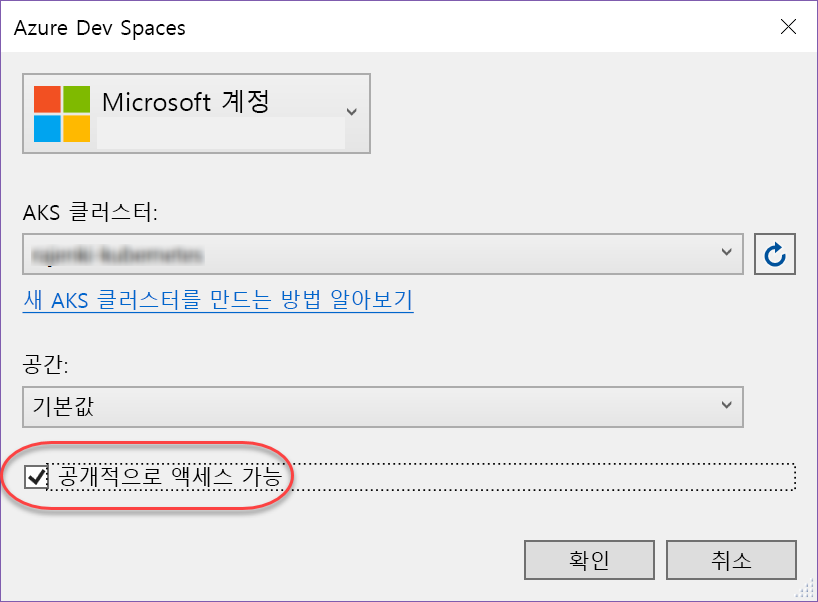 Azure Dev Spaces
Microsoft 계정
AKS 클러스터:
새 AKS 클러스터를 만드는 방법 알아보기
공간:
기본값
공개적으로 액세스 가능
확인
취소